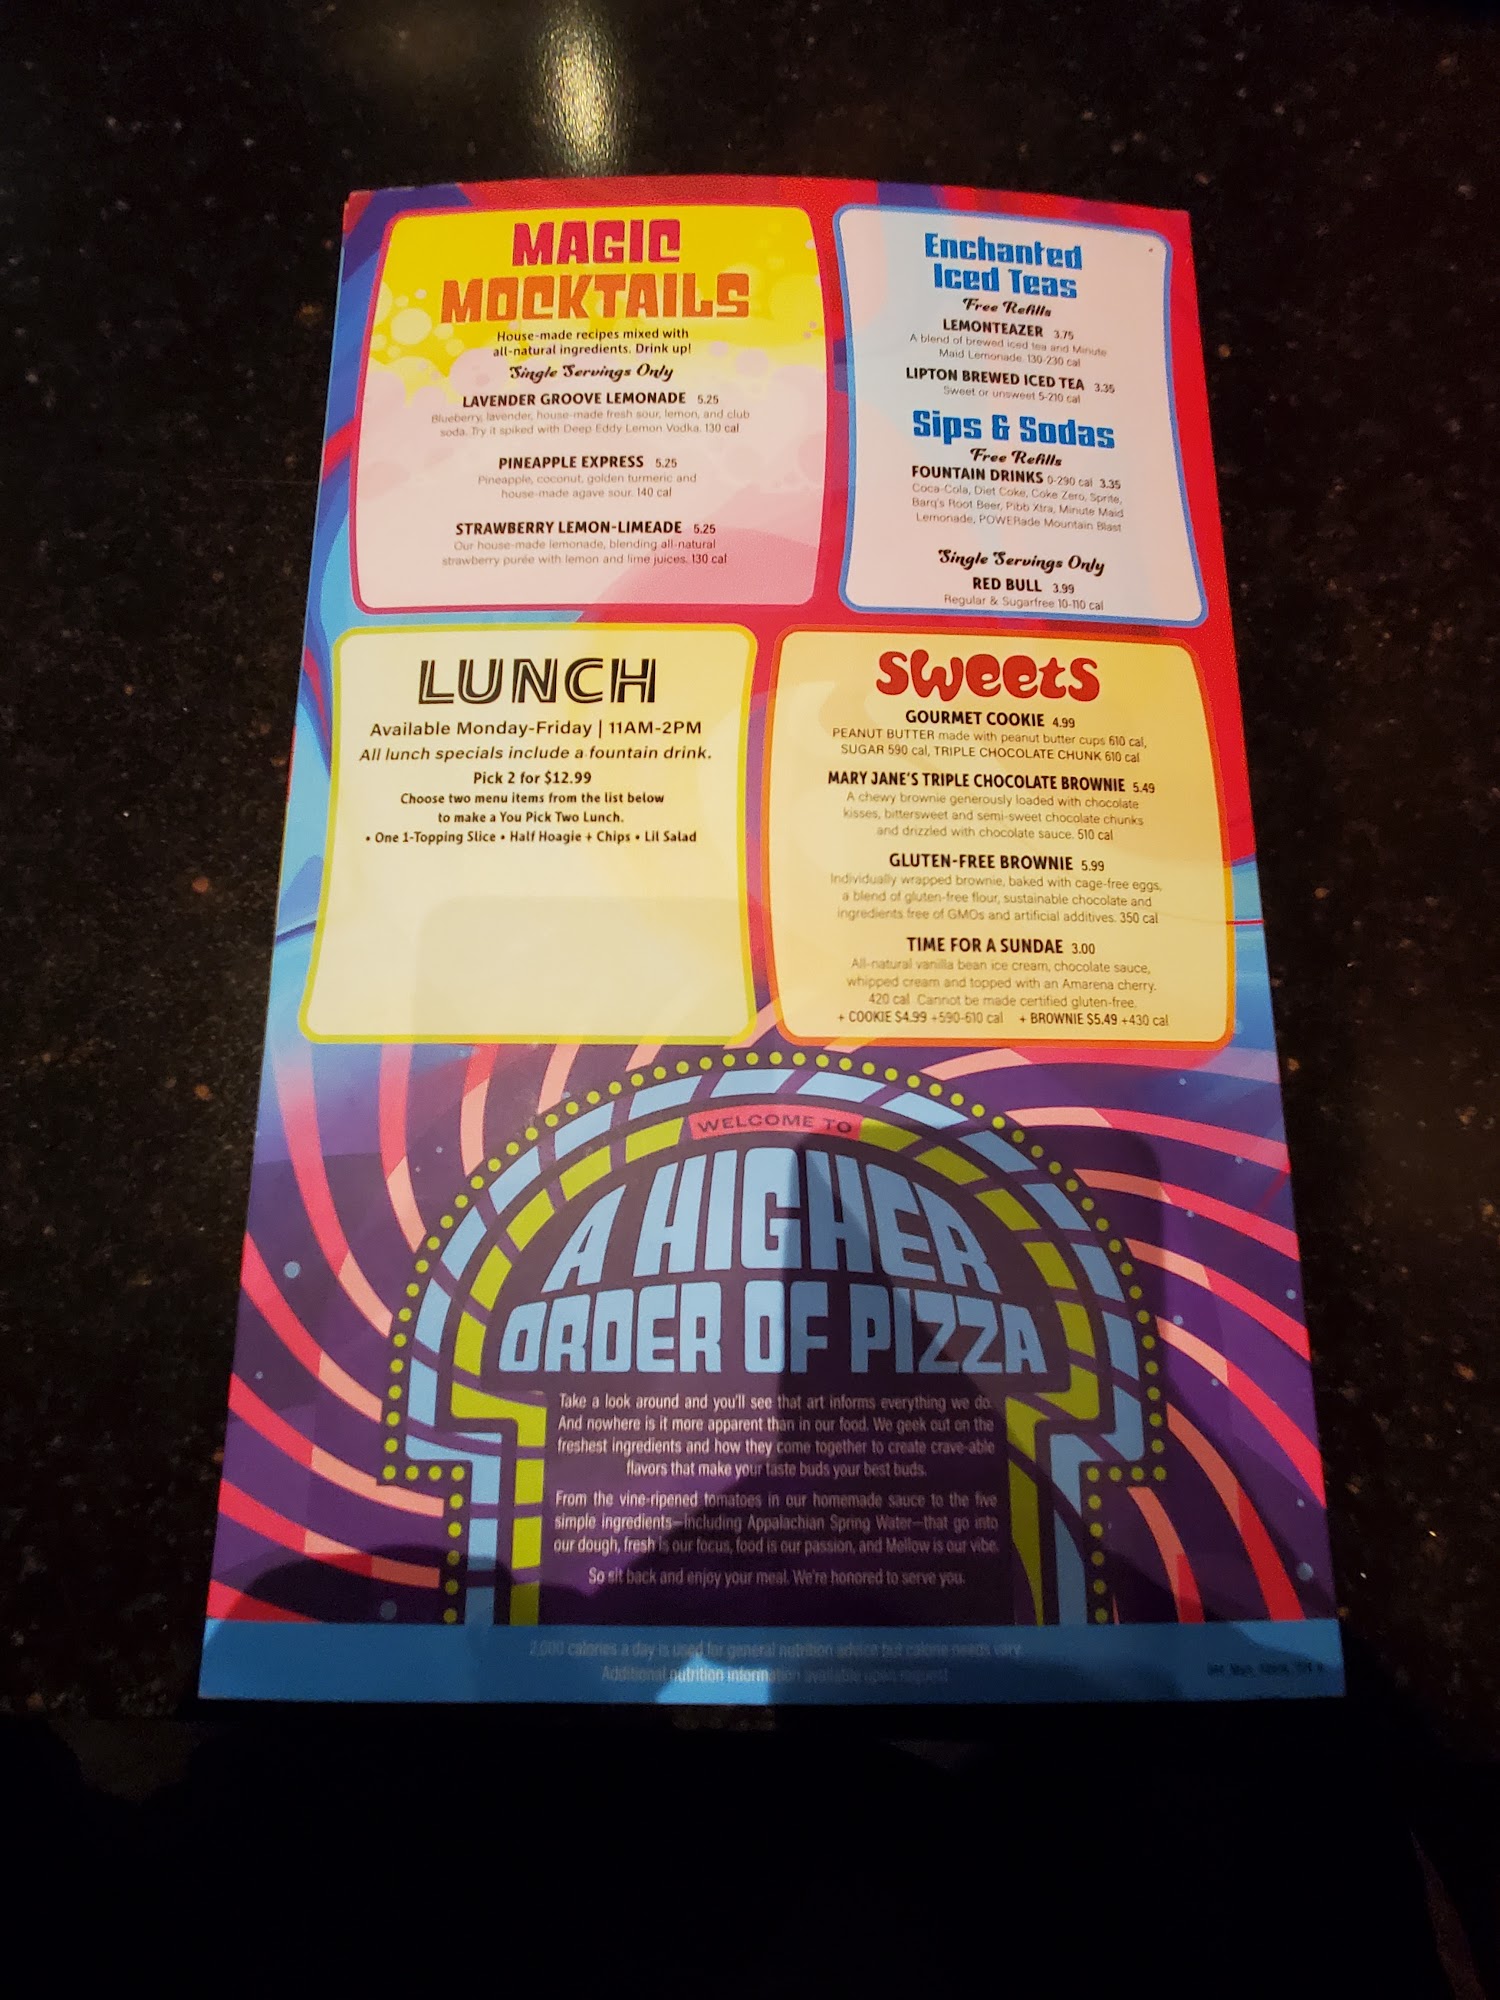 MAGIC
MOCKTAILS
House-made recipes mixed with
all-natural ingredients. Drink up!
Single Servings Only
LAVENDER GROOVE LEMONADE 5.25
Blueberry, lavender, house-made fresh sour, lemon, and club
soda. Try it spiked with Deep Eddy Lemon Vodka. 130 cal
PINEAPPLE EXPRESS 5.25
Pineapple, coconut, golden turmeric and
house-made agave sour. 140 cal
STRAWBERRY LEMON-LIMEADE 5.25
Our house-made lemonade, blending all-natural
strawberry purée with lemon and lime juices. 130 cal
Enchanted
Iced Teas
Free Refills
LEMONTEAZER 3.75
A blend of brewed iced tea and Minute
Maid Lemonade. 130-230 cal
LIPTON BREWED ICED TEA 3.35
Sweet or unsweet 5-210 cal
Sips & Sodas
Free Refills
FOUNTAIN DRINKS 0-290 cal 3.35
Coca-Cola, Diet Coke, Coke Zero, Sprite,
Barq's Root Beer, Pibb Xtra, Minute Maid
Lemonade, POWERade Mountain Blast
Single Servings Only
RED BULL 3.99
Regular & Sugarfree 10-110 cal
LUNCH
Available Monday-Friday | 11AM-2PM
All lunch specials include a fountain drink.
Pick 2 for $12.99
Choose two menu items from the list below
to make a You Pick Two Lunch.
• One 1-Topping Slice • Half Hoagie + Chips • Lil Salad
sweets
GOURMET COOKIE 4.99
PEANUT BUTTER made with peanut butter cups 610 cal,
SUGAR 590 cal, TRIPLE CHOCOLATE CHUNK 610 cal
MARY JANE'S TRIPLE CHOCOLATE BROWNIE 5.49
A chewy brownie generously loaded with chocolate
kisses, bittersweet and semi-sweet chocolate chunks
and drizzled with chocolate sauce. 510 cal
GLUTEN-FREE BROWNIE 5.99
Individually wrapped brownie, baked with cage-free eggs,
a blend of gluten-free flour, sustainable chocolate and
ingredients free of GMOs and artificial additives. 350 cal
TIME FOR A SUNDAE 3.00
All-natural vanilla bean ice cream, chocolate sauce,
whipped cream and topped with an Amarena cherry.
420 cal Cannot be made certified gluten-free.
+ COOKIE $4.99 +590-610 cal + BROWNIE $5.49 +430 cal
WELCOME TO
A HIGHER
ORDER OF PIZZA
Take a look around and you'll see that art informs everything we do.
And nowhere is it more apparent than in our food. We geek out on the
freshest ingredients and how they come together to create crave-able
flavors that make your taste buds your best buds.
From the vine-ripened tomatoes in our homemade sauce to the five
simple ingredients—including Appalachian Spring Water—that go into
our dough, fresh is our focus, food is our passion, and Mellow is our vibe.
So sit back and enjoy your meal. We're honored to serve you.
2,000 calories a day is used for general nutrition advice but calorie needs vary.
Additional nutrition information available upon request